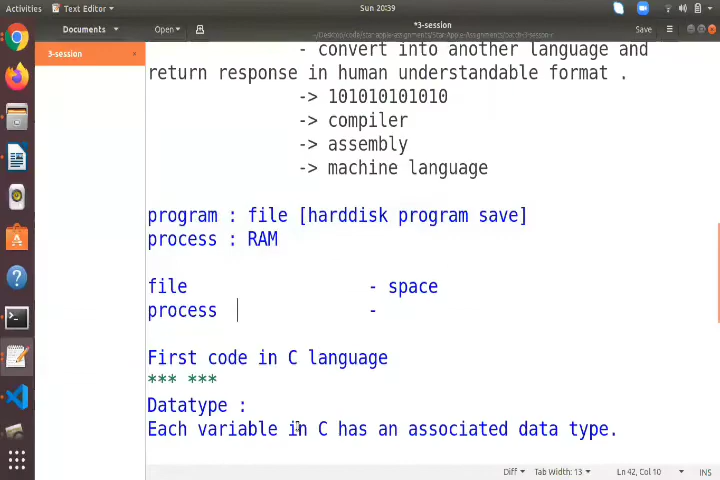 Activities Text Editor Sun 20:39
Documents Open *3-session Save
3-session
- convert into another language and
return response in human understandable format .
-> 101010101010
-> compiler
-> assembly
-> machine language
program : file [harddisk program save]
process : RAM
file - space
process -
First code in C language
*** ***
Datatype :
Each variable in C has an associated data type.
Diff Tab Width: 13 Ln 42, Col 10 INS